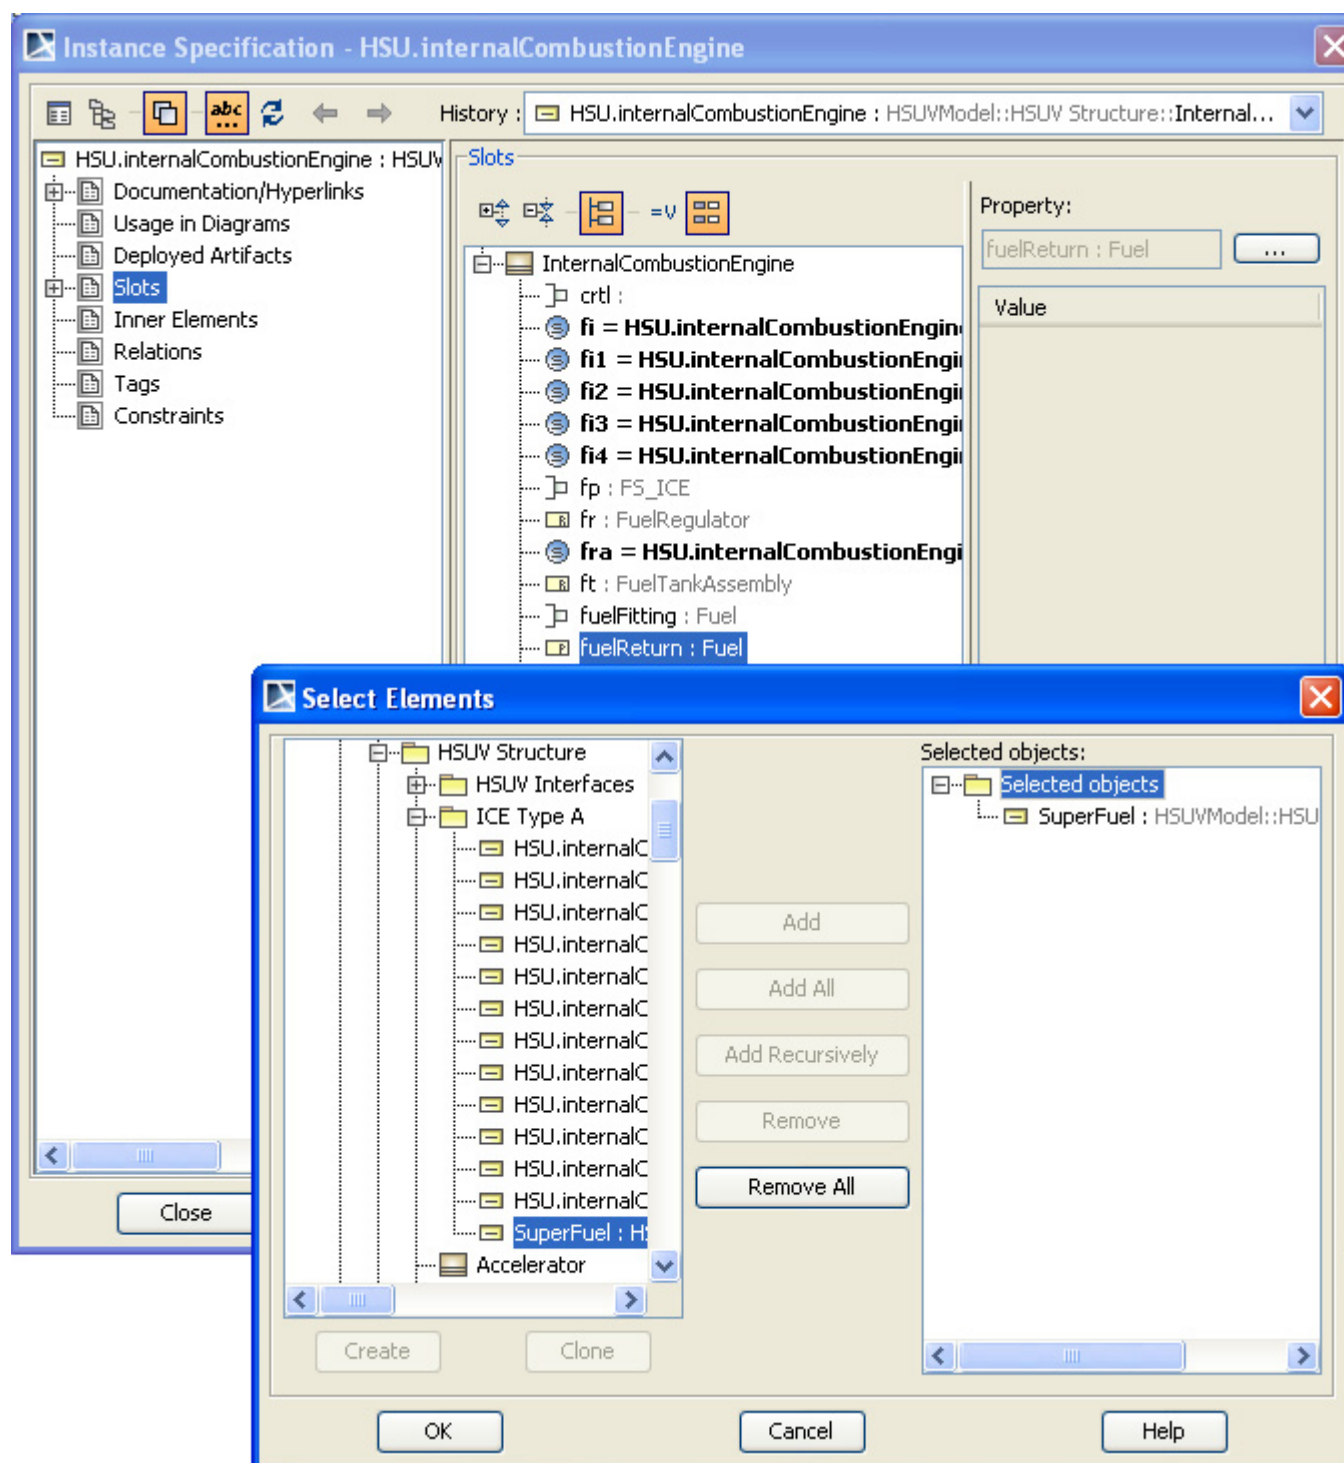 Instance Specification - HSU.internalCombustionEngine
abc
History : HSU.internalCombustionEngine : HSUVModel::HSUV Structure::Internal...
HSU.internalCombustionEngine : HSUV
Documentation/Hyperlinks
Usage in Diagrams
Deployed Artifacts
Slots
Inner Elements
Relations
Tags
Constraints
Slots
=V
InternalCombustionEngine
crtl :
fi = HSU.internalCombustionEngin
fi1 = HSU.internalCombustionEngi
fi2 = HSU.internalCombustionEngi
fi3 = HSU.internalCombustionEngi
fi4 = HSU.internalCombustionEngi
fp : FS_ICE
fr : FuelRegulator
fra = HSU.internalCombustionEngi
ft : FuelTankAssembly
fuelFitting : Fuel
fuelReturn : Fuel
Property:
fuelReturn : Fuel
...
Value
Close
Select Elements
HSUV Structure
HSUV Interfaces
ICE Type A
HSU.internalC
HSU.internalC
HSU.internalC
HSU.internalC
HSU.internalC
HSU.internalC
HSU.internalC
HSU.internalC
HSU.internalC
HSU.internalC
HSU.internalC
HSU.internalC
SuperFuel : HS
Accelerator
Create
Clone
Add
Add All
Add Recursively
Remove
Remove All
Selected objects:
Selected objects
SuperFuel : HSUVModel::HSU
OK
Cancel
Help